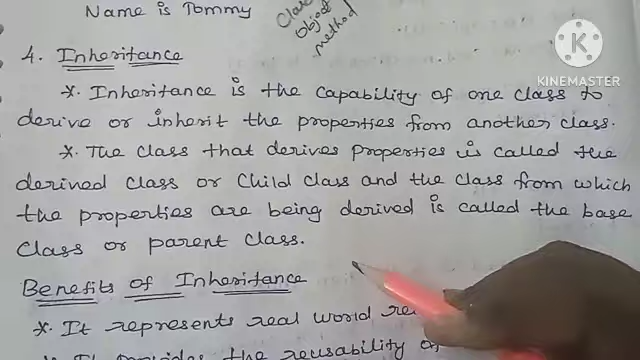 Name is Tommy
Class
Object
method
4. Inheritance
KINEMASTER
*. Inheritance is the capability of one class to
derive or inherit the properties from another class.
*. The class that derives properties is called the
derived class or child class and the class from which
the properties are being derived is called the base
class or parent class.
Benefits of Inheritance
*. It represents real world
the reusability of